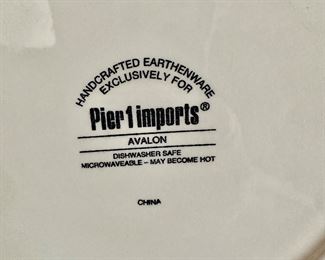 HANDCRAFTED EARTHENWARE
EXCLUSIVELY FOR
Pier 1 imports®
AVALON
DISHWASHER SAFE
MICROWAVEABLE – MAY BECOME HOT
CHINA